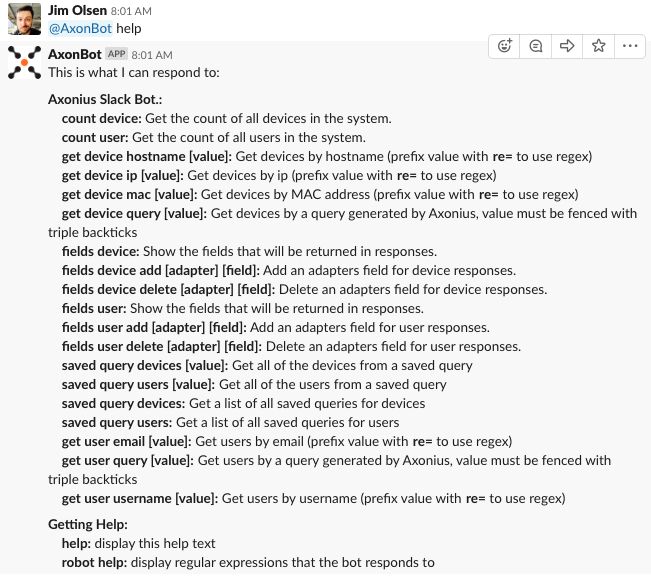 Jim Olsen 8:01 AM
@AxonBot help
AxonBot APP 8:01 AM
This is what I can respond to:
Axonius Slack Bot.:
count device: Get the count of all devices in the system.
count user: Get the count of all users in the system.
get device hostname [value]: Get devices by hostname (prefix value with re= to use regex)
get device ip [value]: Get devices by ip (prefix value with re= to use regex)
get device mac [value]: Get devices by MAC address (prefix value with re= to use regex)
get device query [value]: Get devices by a query generated by Axonius, value must be fenced with
triple backticks
fields device: Show the fields that will be returned in responses.
fields device add [adapter] [field]: Add an adapters field for device responses.
fields device delete [adapter] [field]: Delete an adapters field for device responses.
fields user: Show the fields that will be returned in responses.
fields user add [adapter] [field]: Add an adapters field for user responses.
fields user delete [adapter] [field]: Delete an adapters field for user responses.
saved query devices [value]: Get all of the devices from a saved query
saved query users [value]: Get all of the users from a saved query
saved query devices: Get a list of all saved queries for devices
saved query users: Get a list of all saved queries for users
get user email [value]: Get users by email (prefix value with re= to use regex)
get user query [value]: Get users by a query generated by Axonius, value must be fenced with
triple backticks
get user username [value]: Get users by username (prefix value with re= to use regex)
Getting Help:
help: display this help text
robot help: display regular expressions that the bot responds to